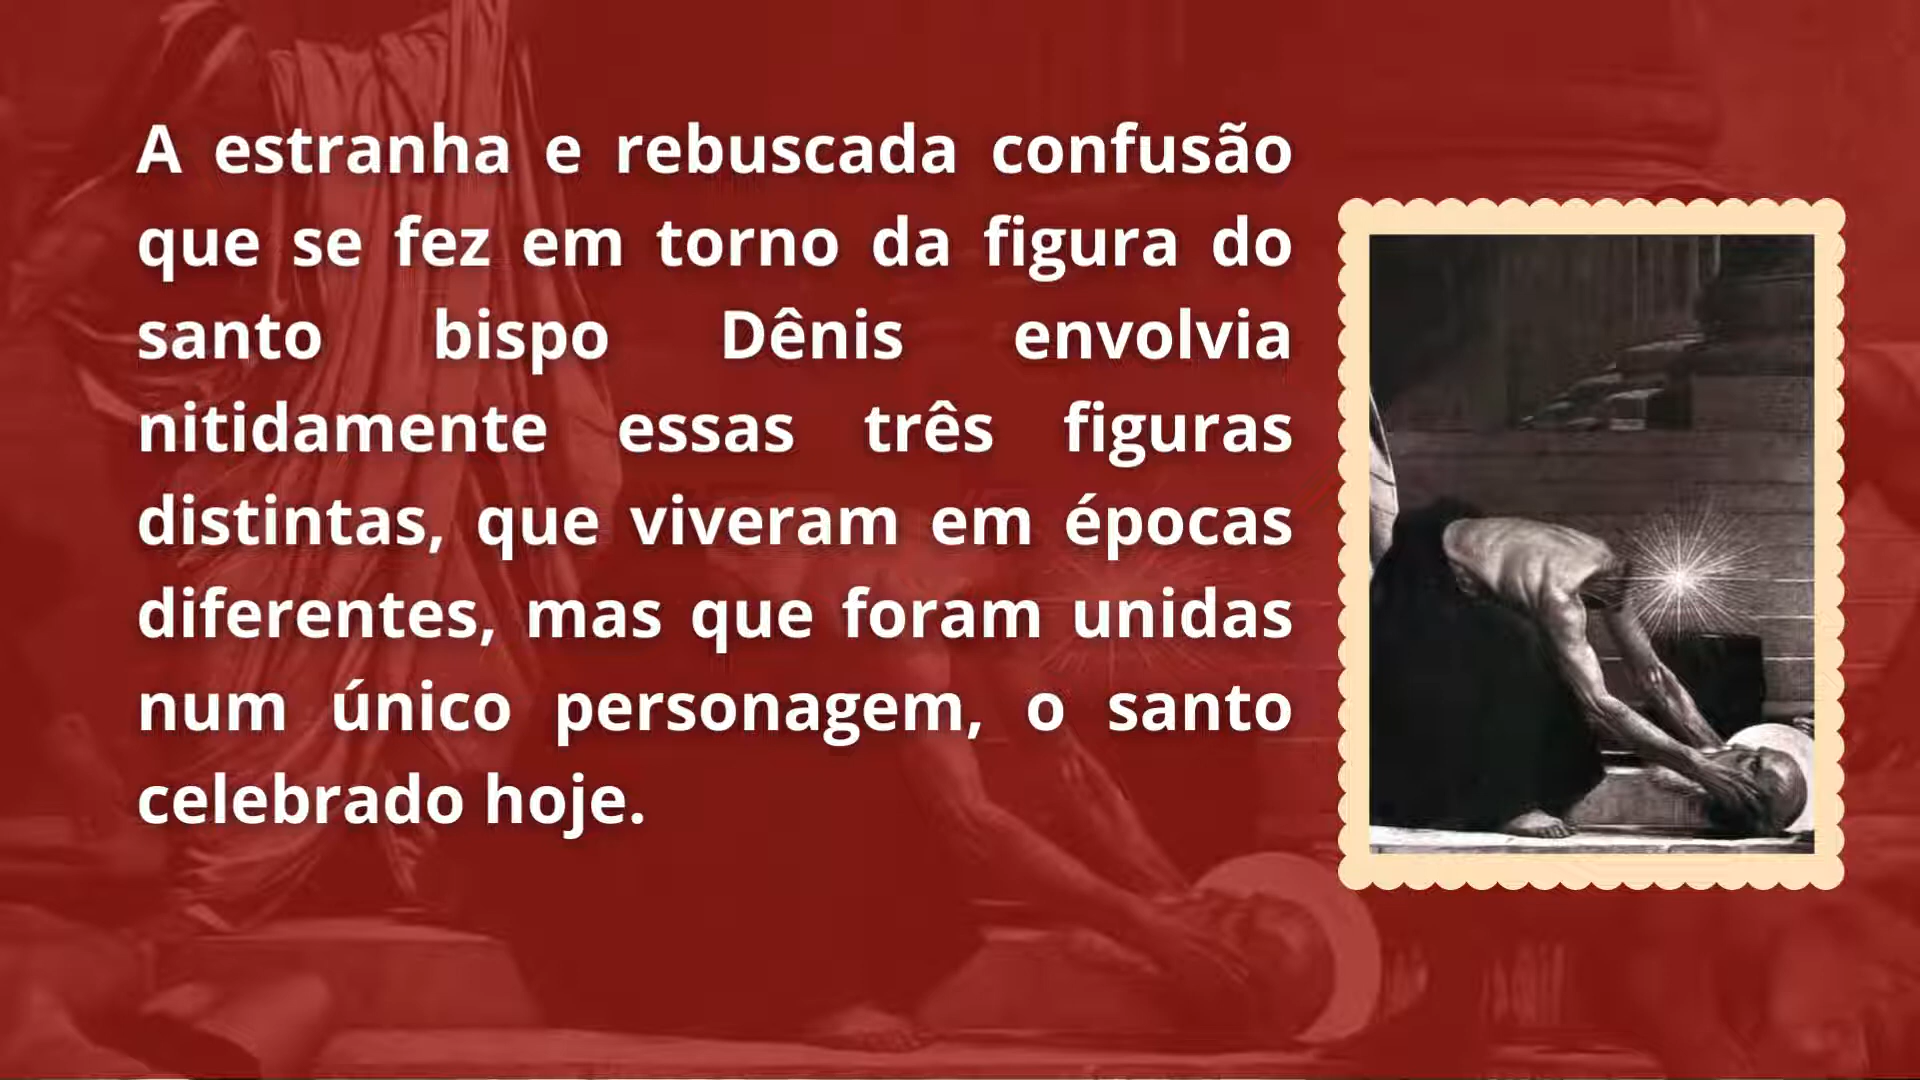 A estranha e rebuscada confusão
que se fez em torno da figura do
santo bispo Dênis envolvia
nitidamente essas três figuras
distintas, que viveram em épocas
diferentes, mas que foram unidas
num único personagem, o santo
celebrado hoje.